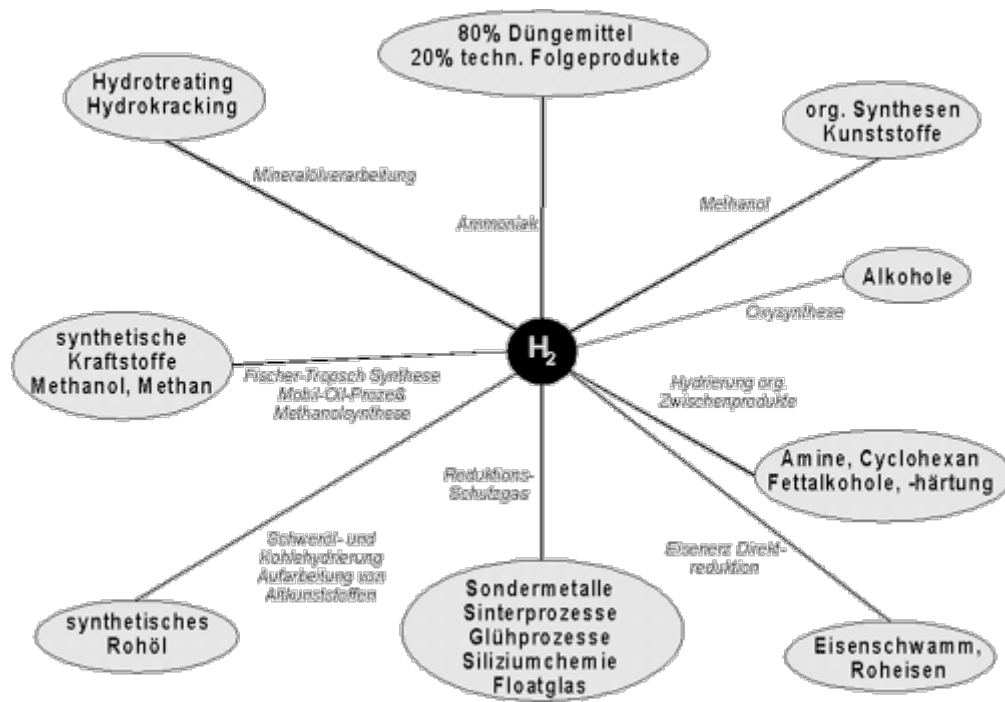 80% Düngemittel
20% techn. Folgeprodukte
Hydrotreating
Hydrokracking
org. Synthesen
Kunststoffe
Mineralölverarbeitung
Ammoniak
Methanol
Alkohole
Oxysynthese
H2
synthetische
Kraftstoffe
Methanol, Methan
Fischer-Tropsch Synthese
Mobil-Oil-Prozeß
Methanolsynthese
Hydrierung org.
Zwischenprodukte
Amine, Cyclohexan
Fettalkohole, -härtung
Reduktions-
Schutzgas
Schweröl- und
Kohlehydrierung
Aufarbeitung von
Altkunststoffen
Eisenerz Direkt-
reduktion
synthetisches
Rohöl
Sondermetalle
Sinterprozesse
Glühprozesse
Siliziumchemie
Floatglas
Eisenschwamm,
Roheisen